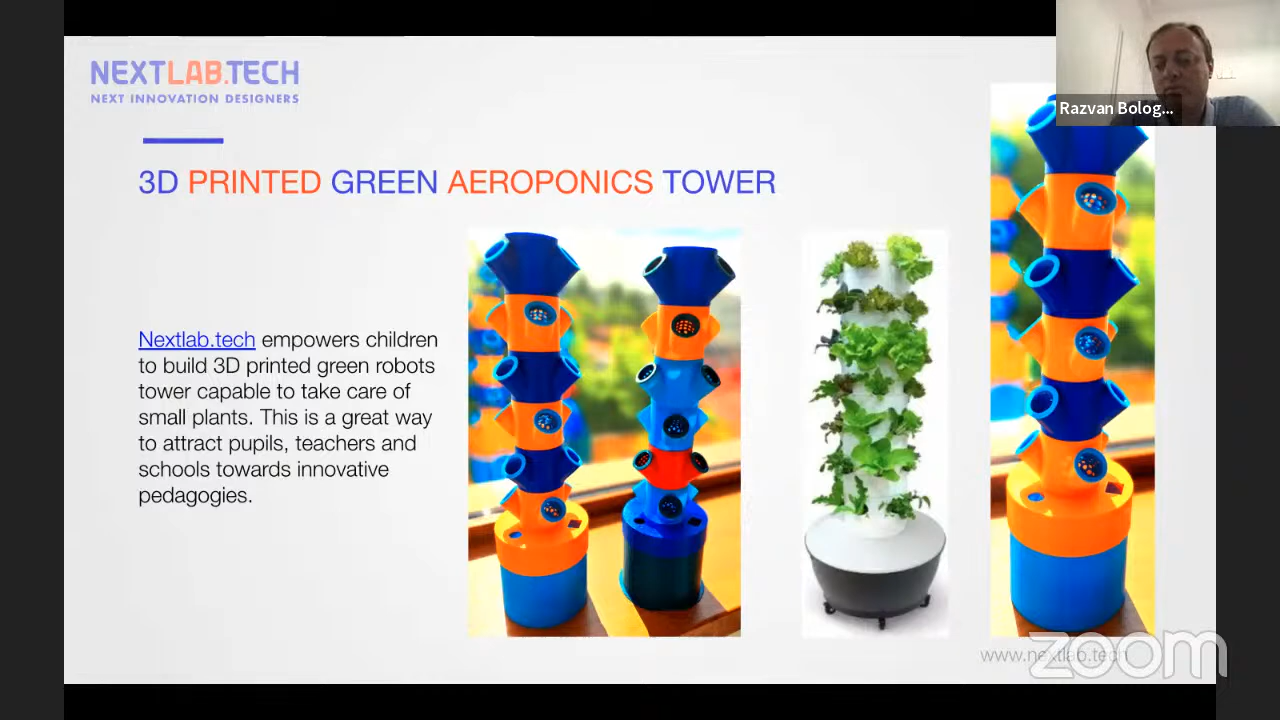 NEXTLAB.TECH
NEXT INNOVATION DESIGNERS
Razvan Bolog...
3D PRINTED GREEN AEROPONICS TOWER
Nextlab.tech empowers children
to build 3D printed green robots
tower capable to take care of
small plants. This is a great way
to attract pupils, teachers and
schools towards innovative
pedagogies.
www.nextlab.tech
zoom